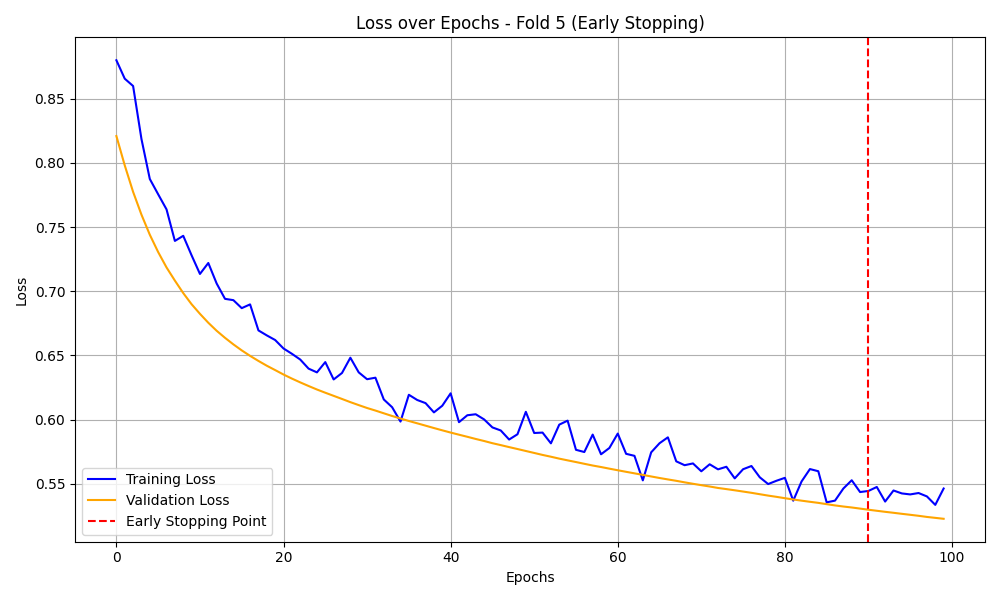 Loss over Epochs - Fold 5 (Early Stopping)
Loss
0.85
0.80
0.75
0.70
0.65
0.60
0.55
Training Loss
Validation Loss
Early Stopping Point
0 20 40 60 80 100
Epochs